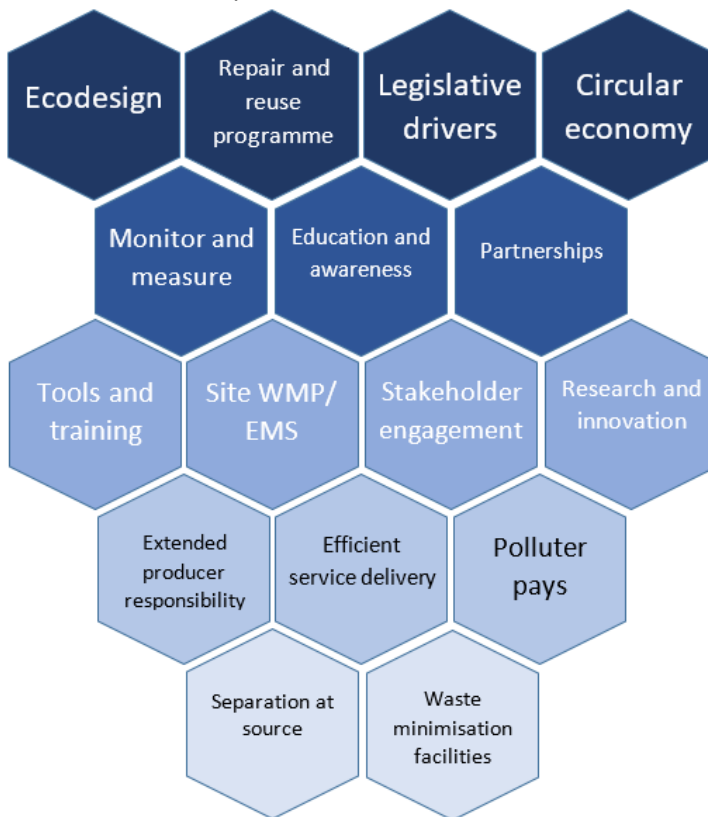 Ecodesign
Repair and
reuse
programme
Legislative
drivers
Circular
economy
Monitor and
measure
Education and
awareness
Partnerships
Tools and
training
Site WMP/
EMS
Stakeholder
engagement
Research and
innovation
Extended
producer
responsibility
Efficient
service delivery
Polluter
pays
Separation at
source
Waste
minimisation
facilities